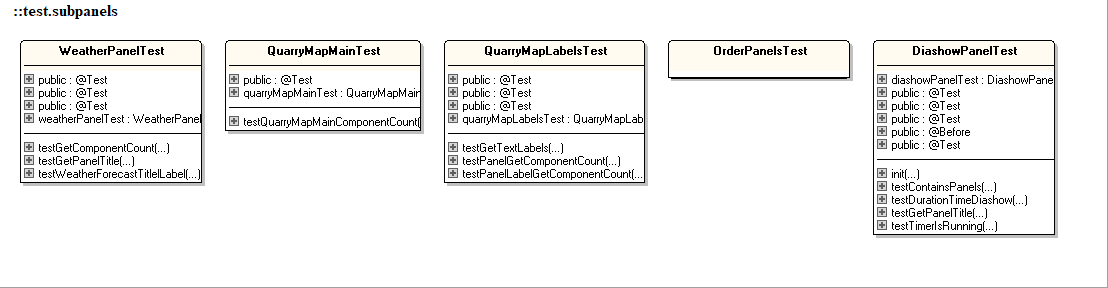 ::test.subpanels
WeatherPanelTest
public : @Test
public : @Test
public : @Test
weatherPanelTest : WeatherPanel
testGetComponentCount(...)
testGetPanelTitle(...)
testWeatherForecastTitlelLabel(...)
QuarryMapMainTest
public : @Test
quarryMapMainTest : QuarryMapMain
testQuarryMapMainComponentCount(
QuarryMapLabelsTest
public : @Test
public : @Test
public : @Test
quarryMapLabelsTest : QuarryMapLab
testGetTextLabels(...)
testPanelGetComponentCount(...)
testPanelLabelGetComponentCount(...)
OrderPanelsTest
DiashowPanelTest
diashowPanelTest : DiashowPane
public : @Test
public : @Test
public : @Test
public : @Before
public : @Test
init(...)
testContainsPanels(...)
testDurationTimeDiashow(...)
testGetPanelTitle(...)
testTimerIsRunning(...)